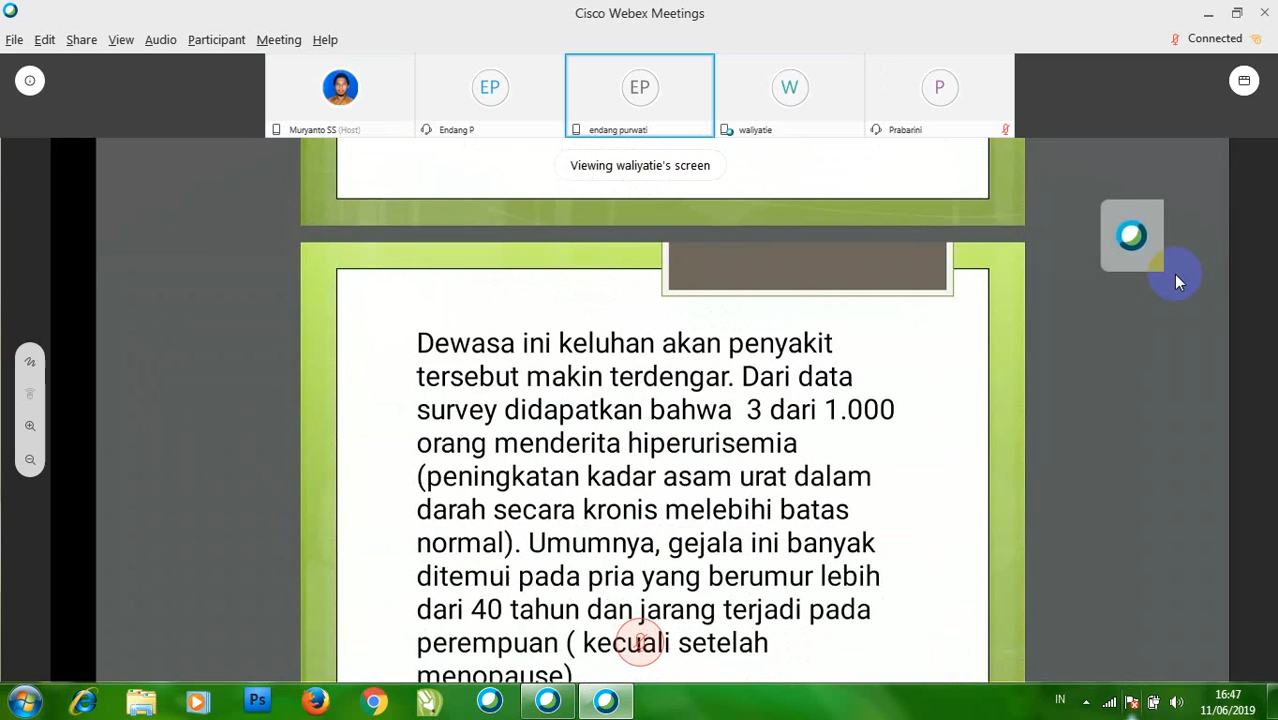 Cisco Webex Meetings
File Edit Share View Audio Participant Meeting Help
Connected
EP
EP
W
P
Muryanto SS (Host)
Endang P
endang purwati
waliyatie
Prabarini
Viewing waliyatie's screen
Dewasa ini keluhan akan penyakit
tersebut makin terdengar. Dari data
survey didapatkan bahwa 3 dari 1.000
orang menderita hiperurisemia
(peningkatan kadar asam urat dalam
darah secara kronis melebihi batas
normal). Umumnya, gejala ini banyak
ditemui pada pria yang berumur lebih
dari 40 tahun dan jarang terjadi pada
perempuan ( kecuali setelah
menopause)
Ps
IN
16:47
11/06/2019